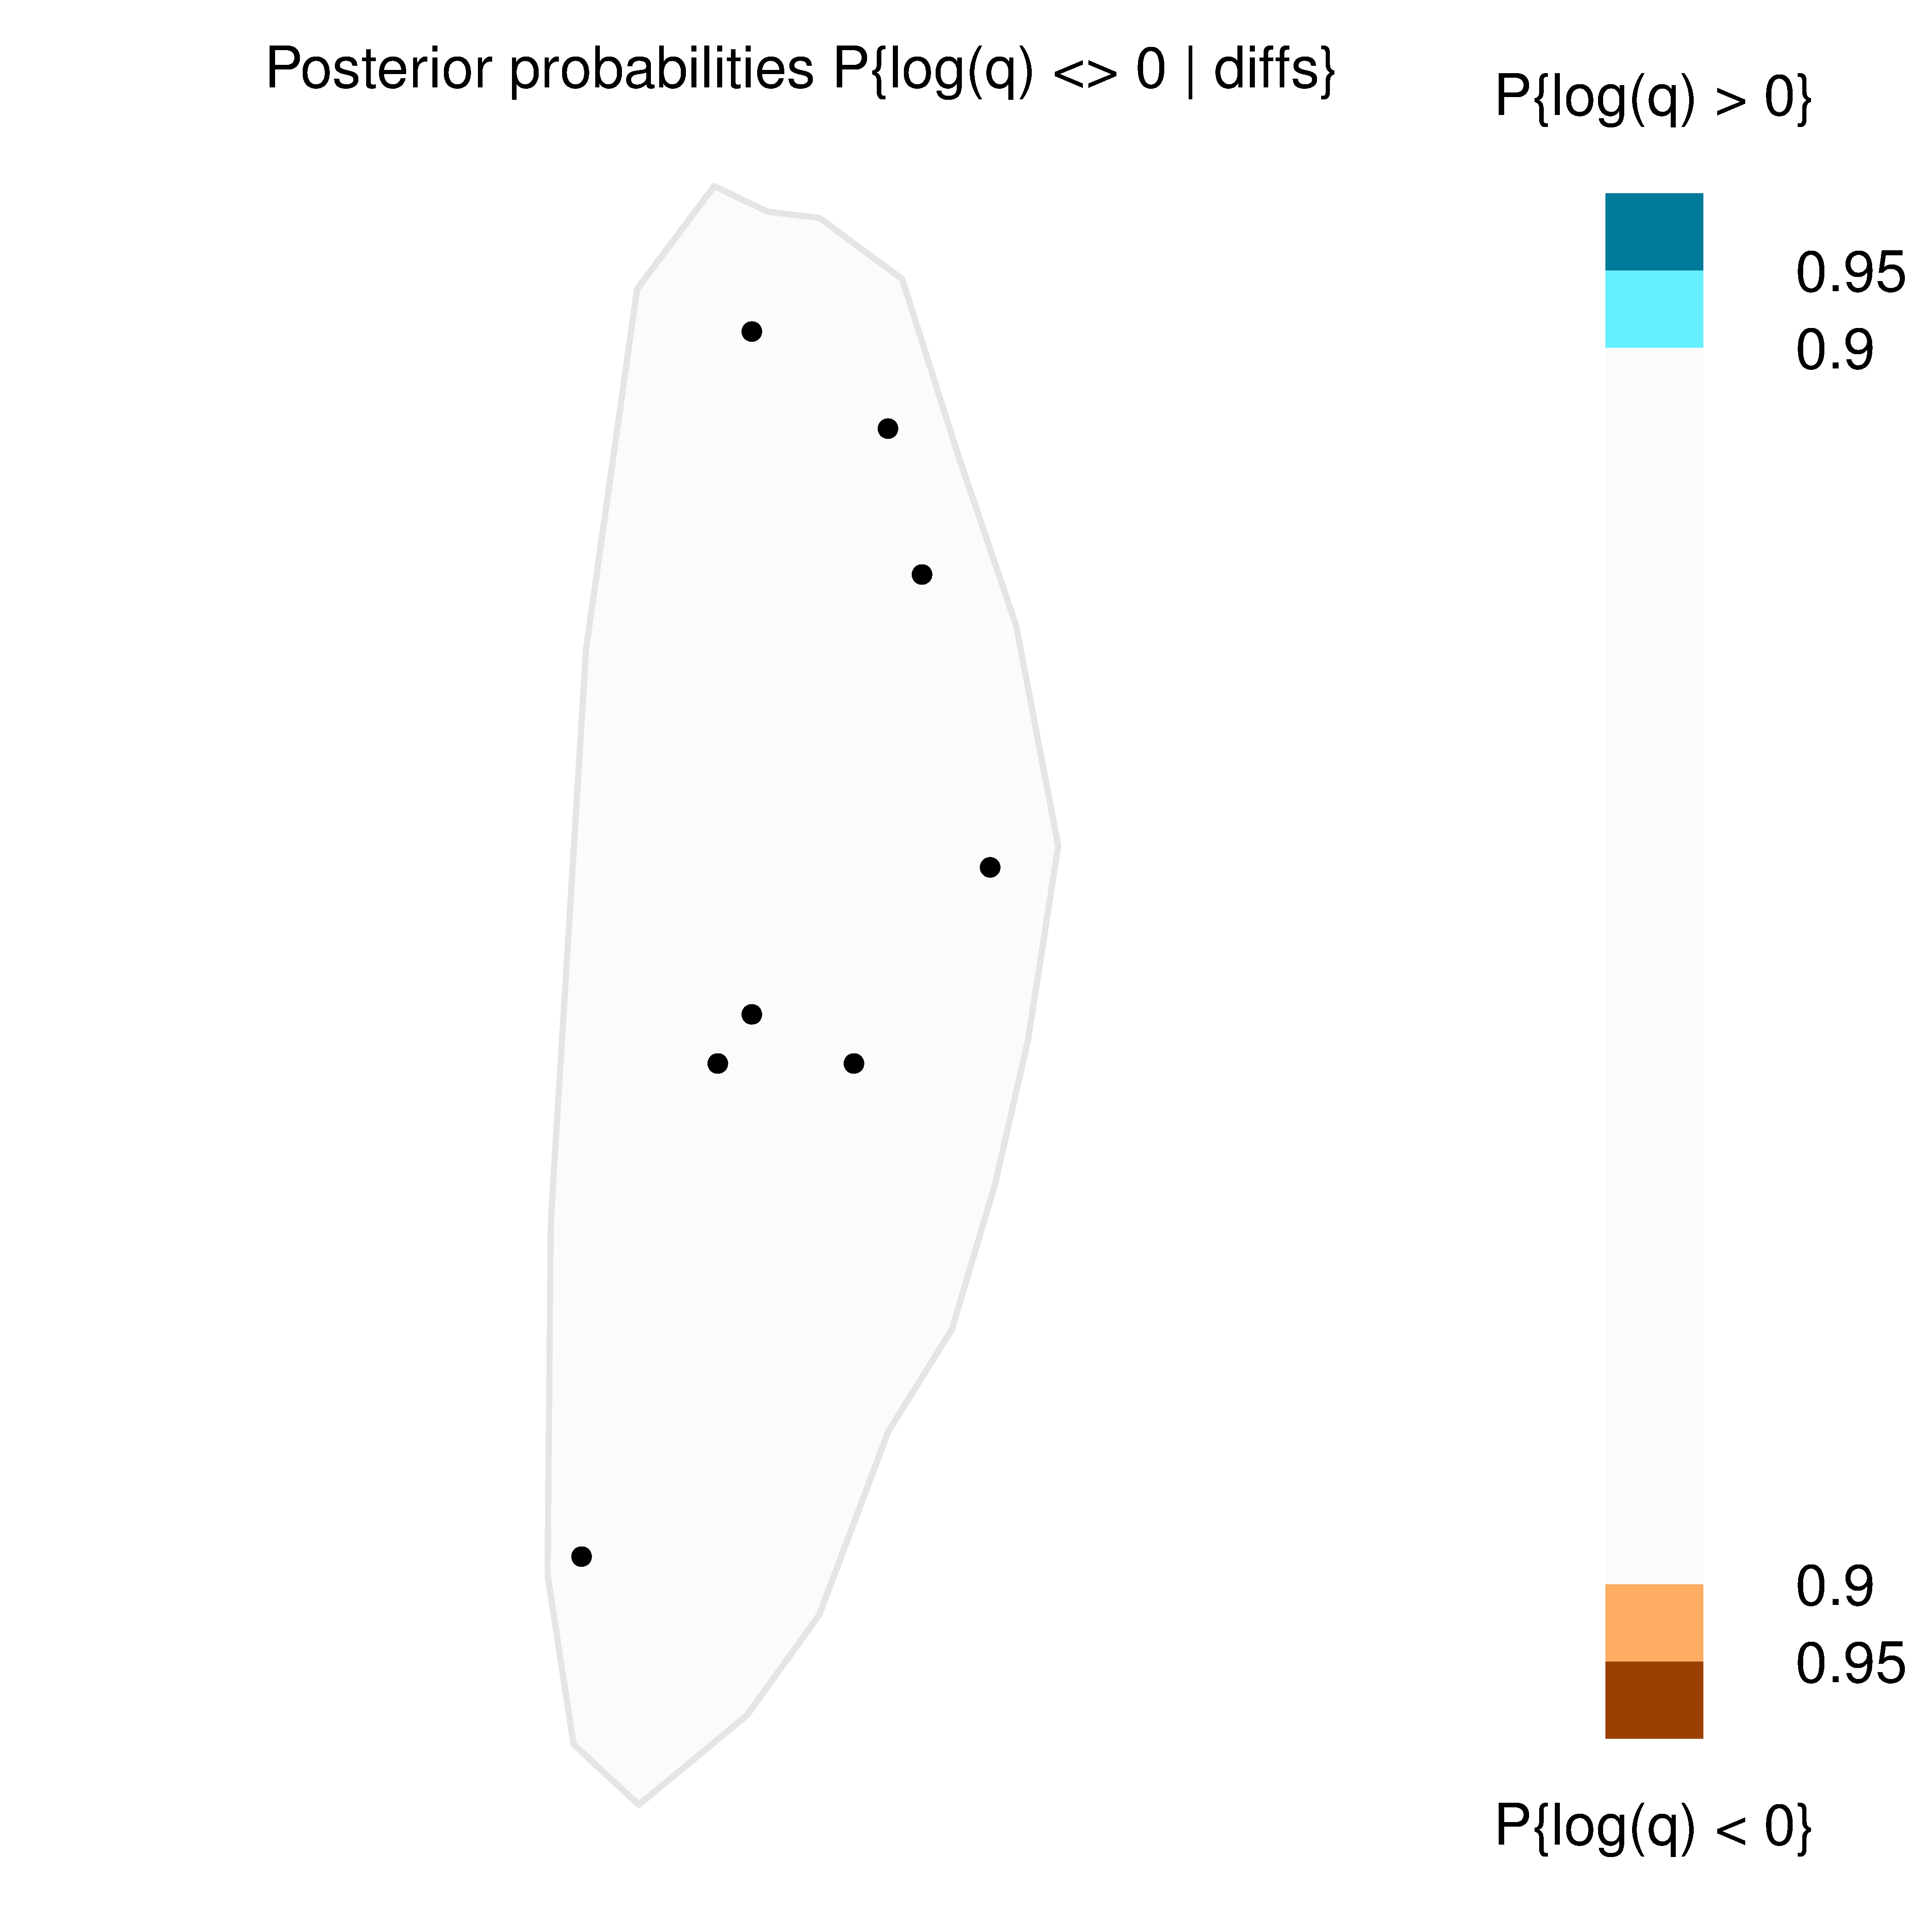 Posterior probabilities P{log(q) <> 0 | diffs}
P{log(q) > 0}
0.95
0.9
0.9
0.95
P{log(q) < 0}